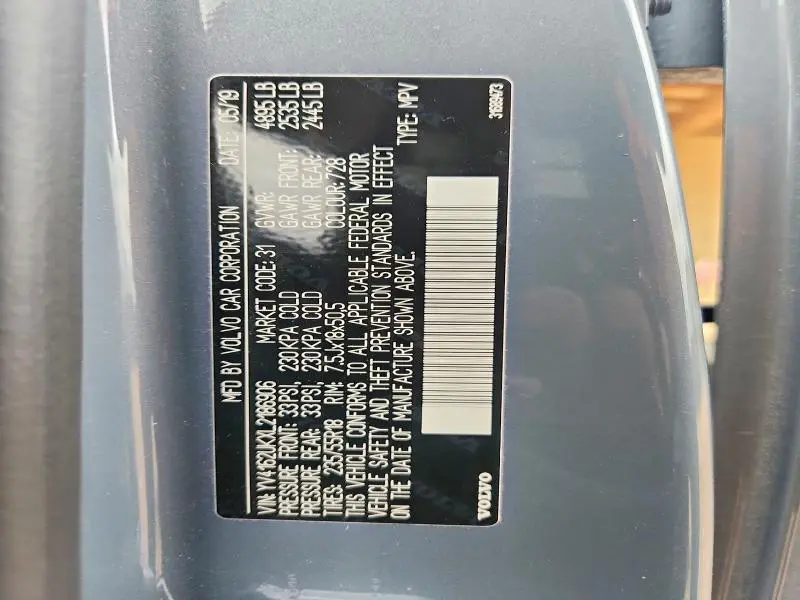 MFD BY VOLVO CAR CORPORATION DATE: 05/19
VIN: YV4162UKXL2186906 MARKET CODE: 31 GVWR: 4895 LB
PRESSURE FRONT: 33PSI, 230KPA COLD GAWR FRONT: 2535 LB
PRESSURE REAR: 33PSI, 230KPA COLD GAWR REAR: 2445 LB
TIRES: 235/55R18 RIM: 7.5Jx18x50.5 COLOUR: 728
THIS VEHICLE CONFORMS TO ALL APPLICABLE FEDERAL MOTOR
VEHICLE SAFETY AND THEFT PREVENTION STANDARDS IN EFFECT
ON THE DATE OF MANUFACTURE SHOWN ABOVE. TYPE: MPV
VOLVO